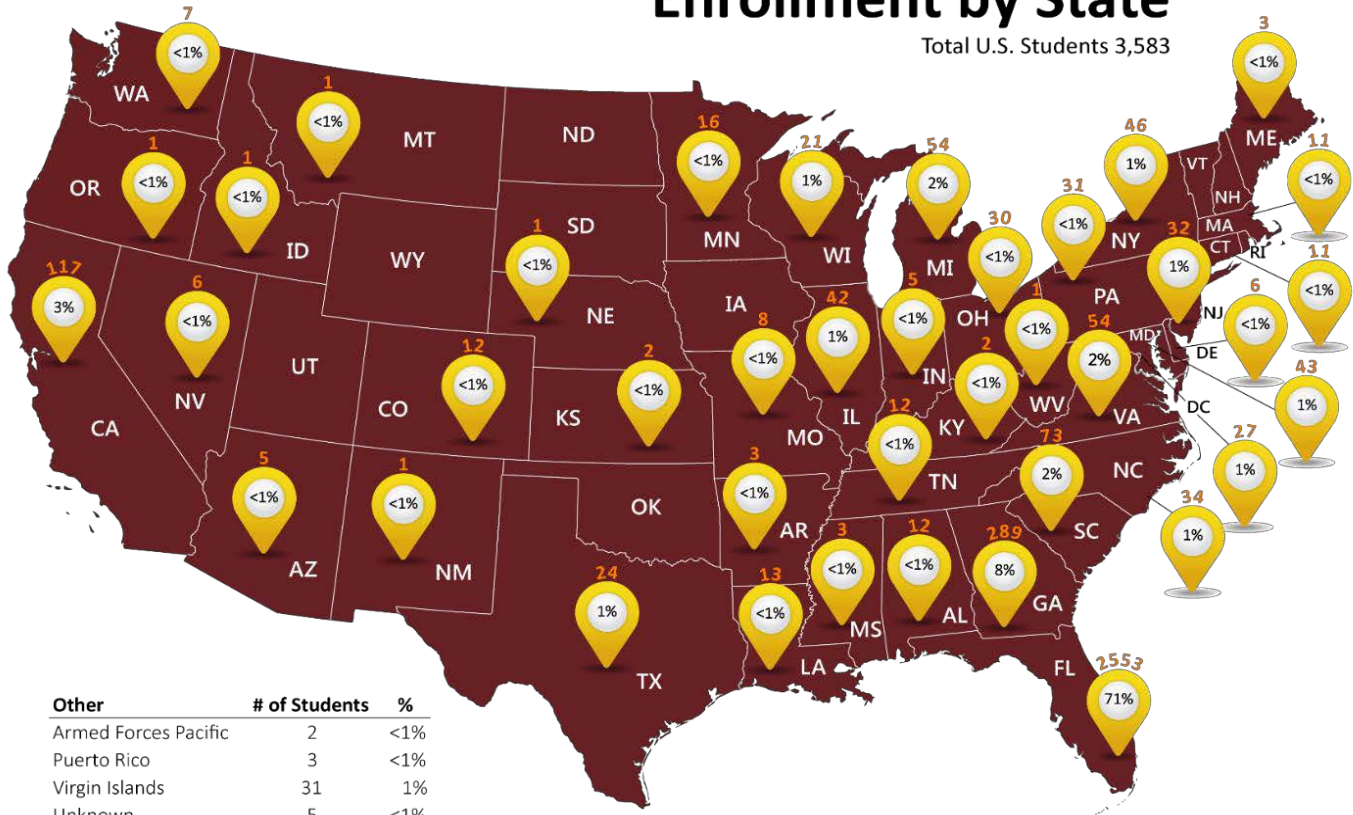 Enrollment by State
Total U.S. Students 3,583
7
<1%
WA
1
<1%
MT
ND
16
<1%
MN
21
1%
WI
54
2%
MI
46
1%
NY
3
<1%
ME
VT
NH
11
<1%
MA
CT
RI
11
<1%
1
<1%
OR
1
<1%
ID
WY
SD
1
<1%
NE
IA
31
<1%
30
<1%
OH
32
1%
PA
NJ
6
<1%
DE
MD
43
1%
DC
27
1%
34
1%
117
3%
CA
6
<1%
NV
UT
12
<1%
CO
2
<1%
KS
8
<1%
MO
42
1%
IL
5
<1%
IN
2
<1%
KY
1
<1%
WV
54
2%
VA
5
<1%
AZ
1
<1%
NM
OK
3
<1%
AR
12
<1%
TN
73
2%
NC
SC
24
1%
TX
13
<1%
LA
3
<1%
MS
12
<1%
AL
289
8%
GA
2553
71%
FL
Other # of Students %
Armed Forces Pacific 2 <1%
Puerto Rico 3 <1%
Virgin Islands 31 1%
Unknown 5 <1%